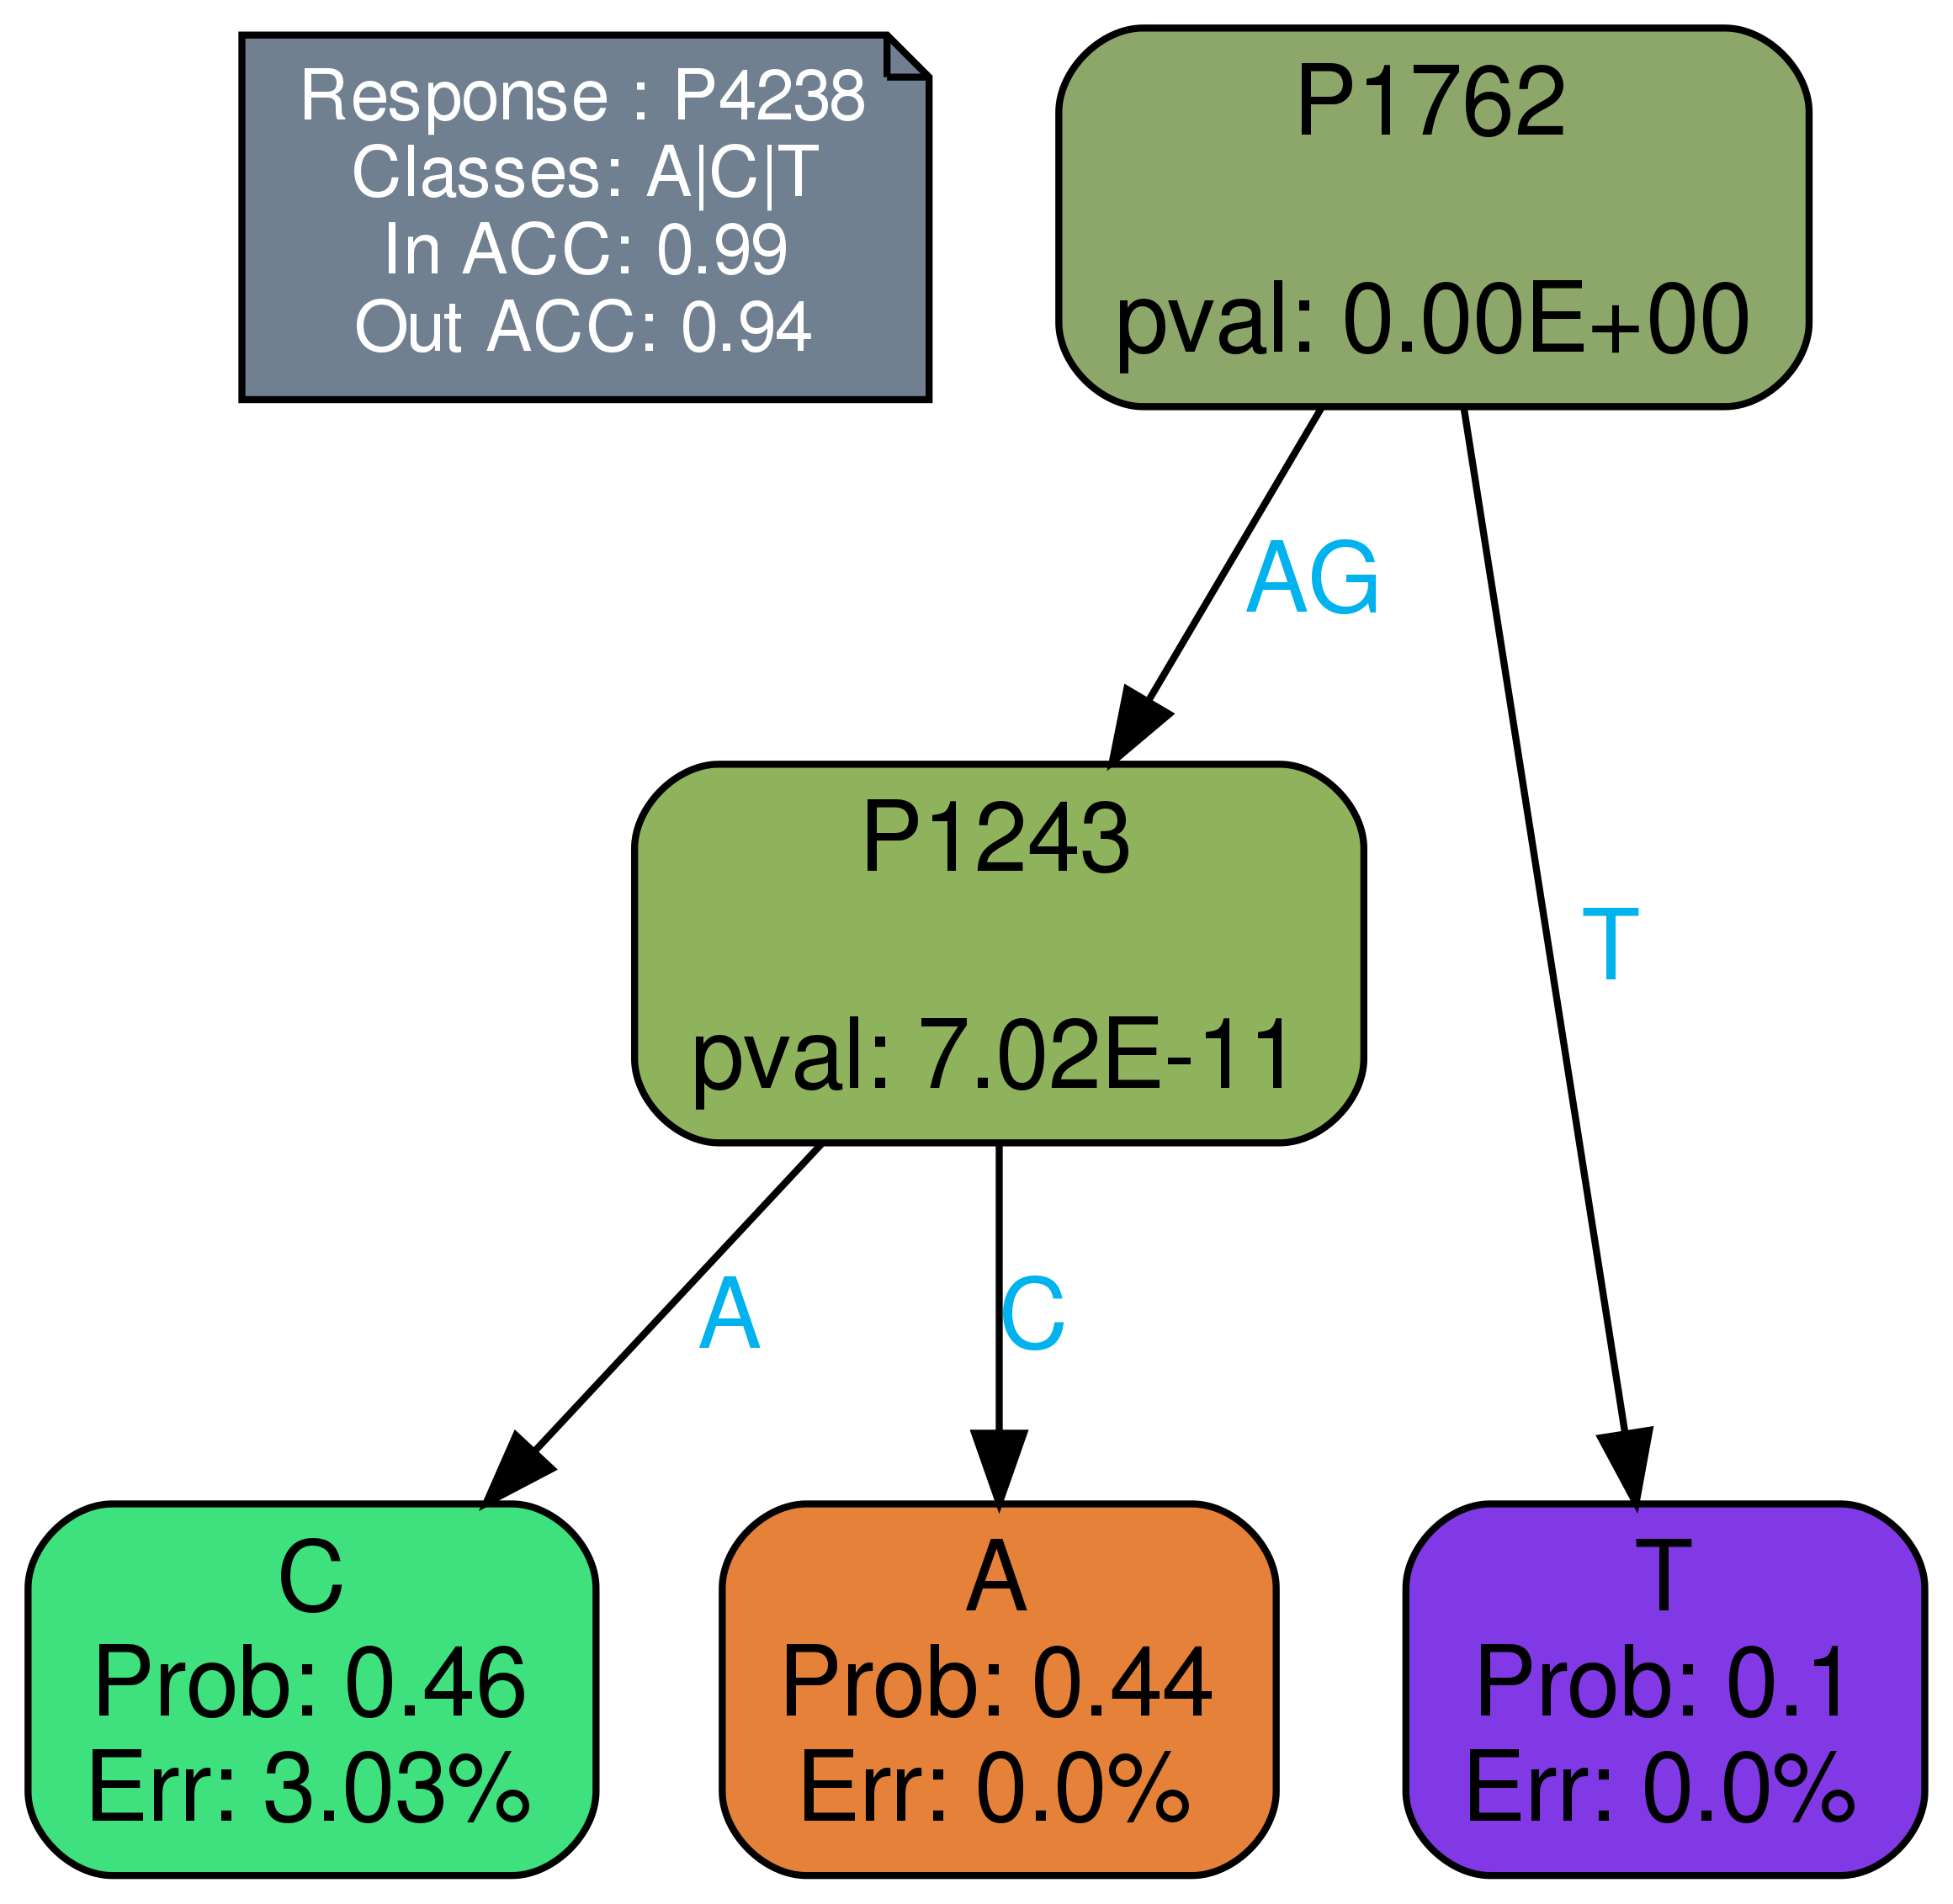 Response : P4238
Classes: A|C|T
In ACC: 0.99
Out ACC: 0.94
P1762
pval: 0.00E+00
AG
T
P1243
pval: 7.02E-11
A
C
C
Prob: 0.46
Err: 3.03%
A
Prob: 0.44
Err: 0.0%
T
Prob: 0.1
Err: 0.0%